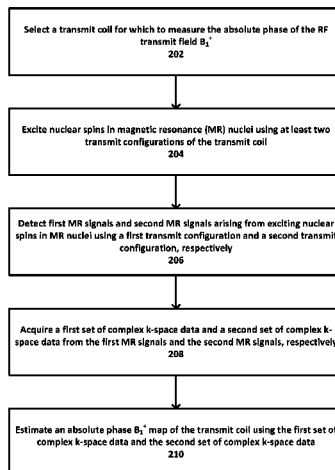 Select a transmit coil for which to measure the absolute phase of the RF
transmit field B₁⁺
202
Excite nuclear spins in magnetic resonance (MR) nuclei using at least two
transmit configurations of the transmit coil
204
Detect first MR signals and second MR signals arising from exciting nuclear
spins in MR nuclei using a first transmit configuration and a second transmit
configuration, respectively
206
Acquire a first set of complex k-space data and a second set of complex k-
space data from the first MR signals and the second MR signals, respectively
208
Estimate an absolute phase B₁⁺ map of the transmit coil using the first set of
complex k-space data and the second set of complex k-space data
210